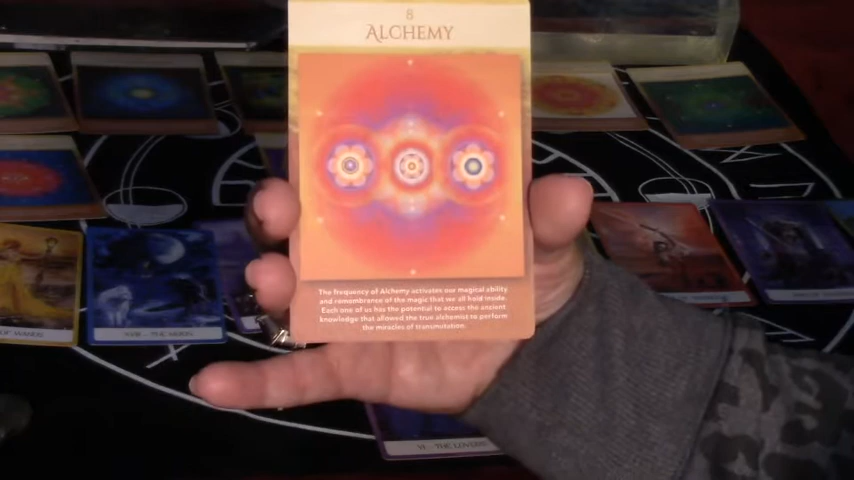 8
ALCHEMY
The frequency of Alchemy activates our magical ability
and remembrance of the magic that we all hold inside.
Each one of us has the potential to access the ancient
knowledge that allowed the true alchemist to perform
the miracles of transmutation.
OF WANDS
XVIII - THE MOON
VI - THE LOVERS